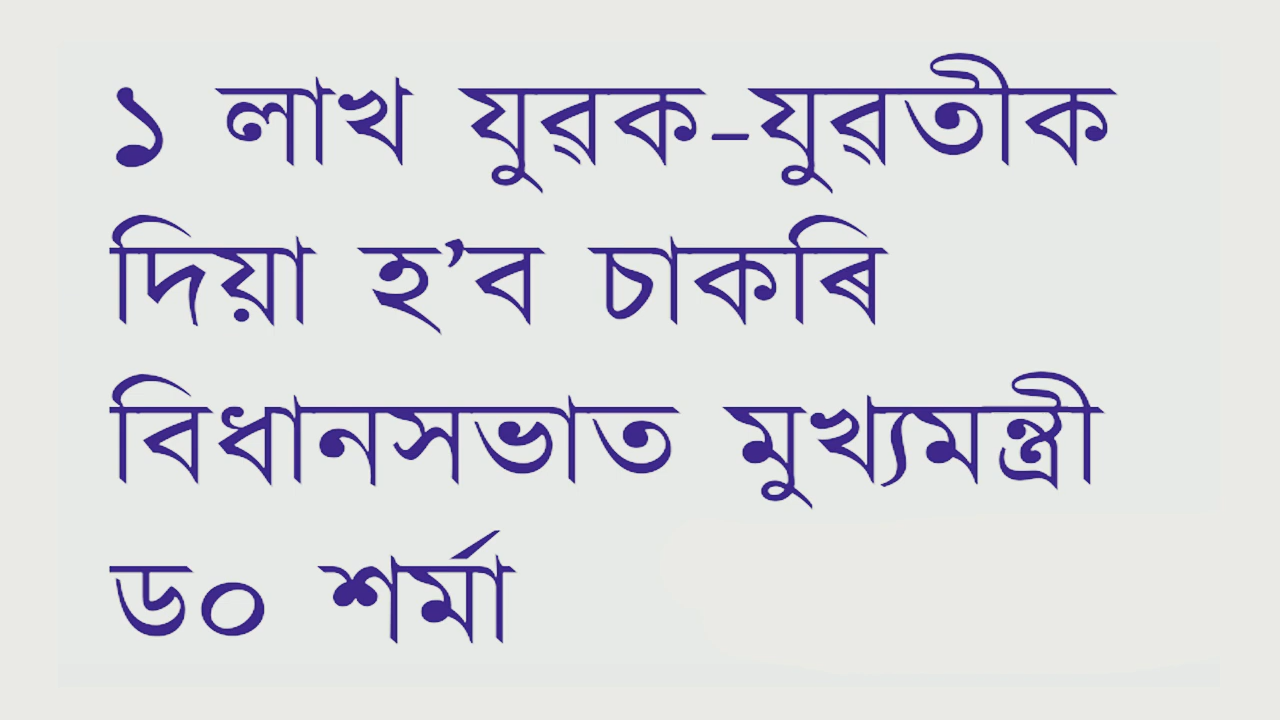 ১ লাখ যুৱক-যুৱতীক
দিয়া হ’ব চাকৰি
বিধানসভাত মুখ্যমন্ত্ৰী
ড০ শৰ্মা